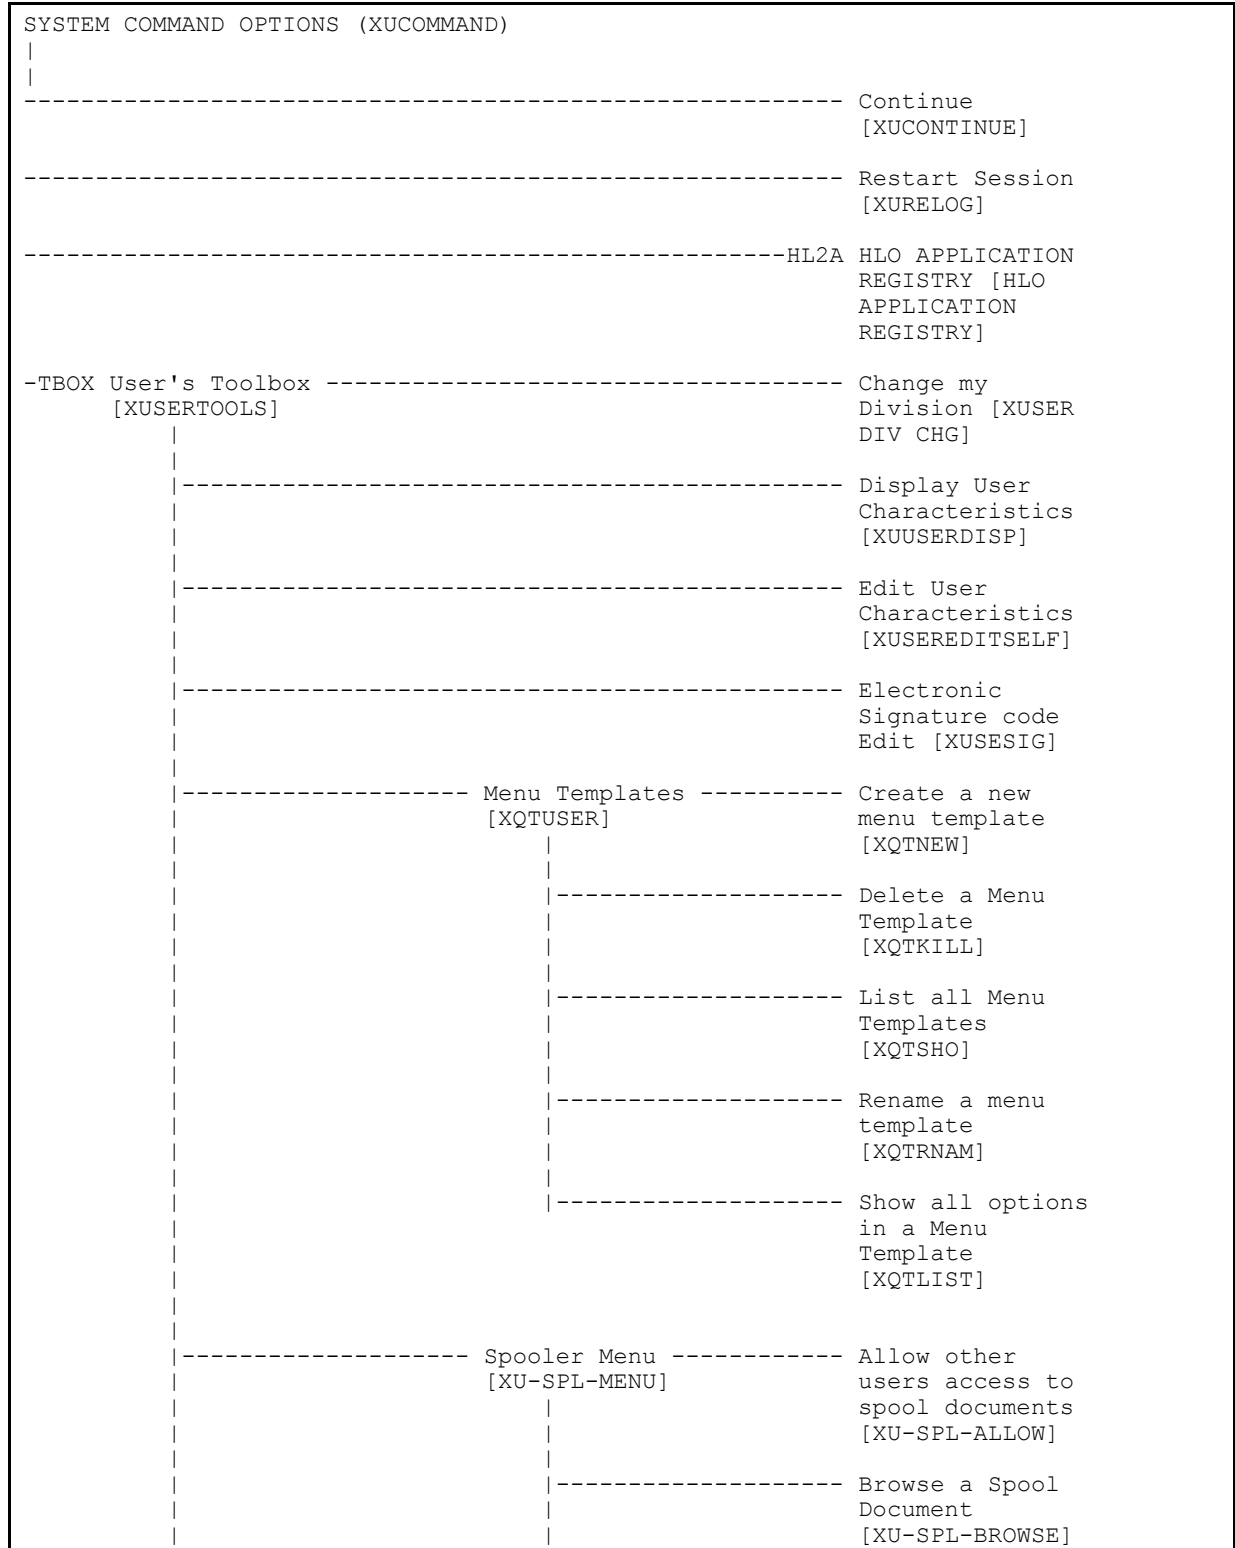 SYSTEM COMMAND OPTIONS (XUCOMMAND)
|
|
--------------------------------------------------------- Continue
                                                          [XUCONTINUE]

--------------------------------------------------------- Restart Session
                                                          [XURELOG]

-----------------------------------------------------HL2A HLO APPLICATION
                                                          REGISTRY [HLO
                                                          APPLICATION
                                                          REGISTRY]

-TBOX User's Toolbox ------------------------------------ Change my
      [XUSERTOOLS]                                        Division [XUSER
          |                                               DIV CHG]
          |
          |---------------------------------------------- Display User
          |                                               Characteristics
          |                                               [XUUSERDISP]
          |
          |---------------------------------------------- Edit User
          |                                               Characteristics
          |                                               [XUSEREDITSELF]
          |
          |---------------------------------------------- Electronic
          |                                               Signature code
          |                                               Edit [XUSESIG]
          |
          |-------------------- Menu Templates ---------- Create a new
          |                     [XQTUSER]                 menu template
          |                         |                     [XQTNEW]
          |                         |
          |                         |-------------------- Delete a Menu
          |                         |                     Template
          |                         |                     [XQTKILL]
          |                         |
          |                         |-------------------- List all Menu
          |                         |                     Templates
          |                         |                     [XQTSHO]
          |                         |
          |                         |-------------------- Rename a menu
          |                         |                     template
          |                         |                     [XQTRNAM]
          |                         |
          |                         |-------------------- Show all options
          |                                               in a Menu
          |                                               Template
          |                                               [XQTLIST]
          |
          |
          |-------------------- Spooler Menu ------------ Allow other
          |                     [XU-SPL-MENU]             users access to
          |                         |                     spool documents
          |                         |                     [XU-SPL-ALLOW]
          |                         |
          |                         |-------------------- Browse a Spool
          |                         |                     Document
          |                         |                     [XU-SPL-BROWSE]